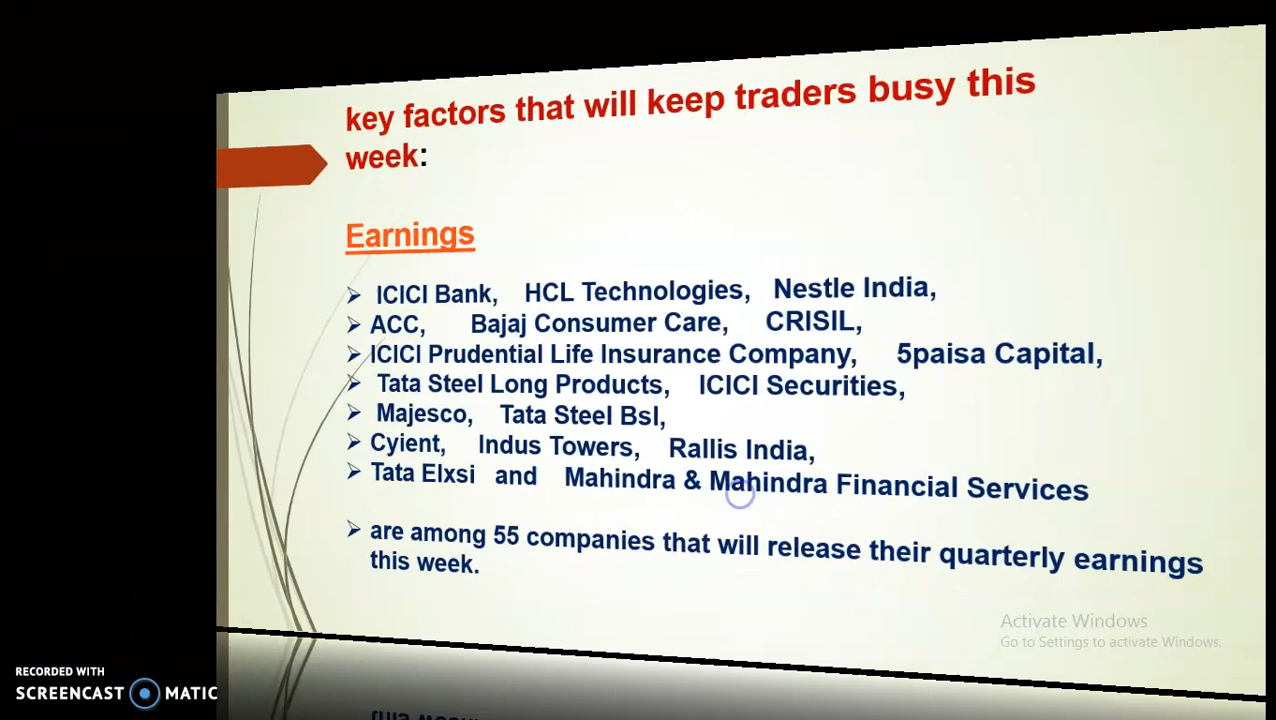 key factors that will keep traders busy this
week:
Earnings
ICICI Bank, HCL Technologies, Nestle India,
ACC, Bajaj Consumer Care, CRISIL,
ICICI Prudential Life Insurance Company, 5paisa Capital,
Tata Steel Long Products, ICICI Securities,
Majesco, Tata Steel Bsl,
Cyient, Indus Towers, Rallis India,
Tata Elxsi and Mahindra & Mahindra Financial Services
are among 55 companies that will release their quarterly earnings
this week.
Activate Windows
Go to Settings to activate Windows.
RECORDED WITH
SCREENCAST MATIC